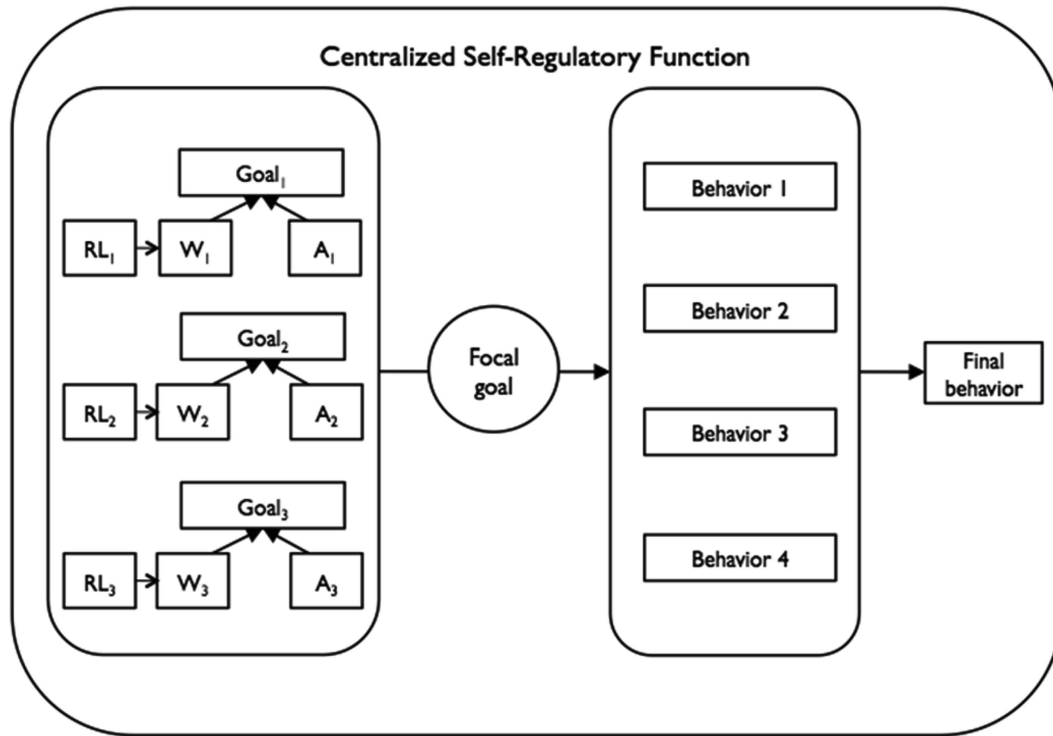 Centralized Self-Regulatory Function
Goal₁
RL₁
W₁
A₁
Goal₂
RL₂
W₂
A₂
Goal₃
RL₃
W₃
A₃
Focal
goal
Behavior 1
Behavior 2
Behavior 3
Behavior 4
Final
behavior